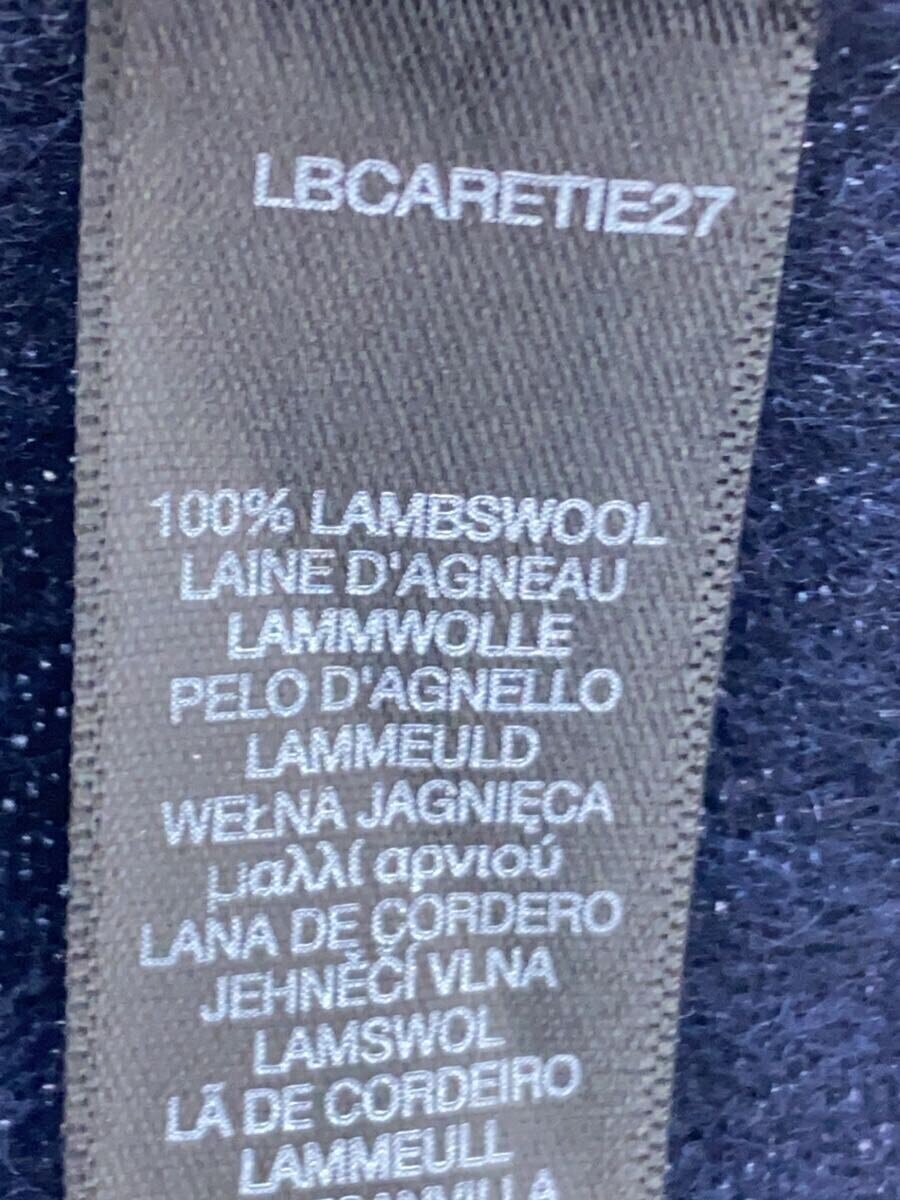 LBCARETIE27
100% LAMBSWOOL
LAINE D'AGNEAU
LAMMWOLLE
PELO D'AGNELLO
LAMMEULD
WEŁNA JAGNIĘCA
μαλλί αρνιού
LANA DE CORDERO
JEHNĚČÍ VLNA
LAMSWOL
LÃ DE CORDEIRO
LAMMEULL